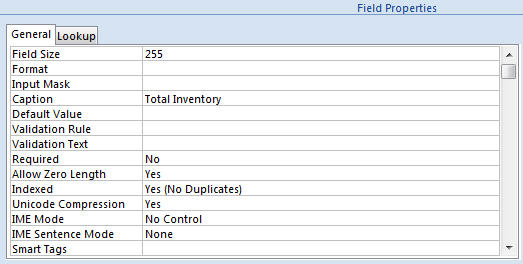 Field Properties
General Lookup
Field Size 255
Format
Input Mask
Caption Total Inventory
Default Value
Validation Rule
Validation Text
Required No
Allow Zero Length Yes
Indexed Yes (No Duplicates)
Unicode Compression Yes
IME Mode No Control
IME Sentence Mode None
Smart Tags